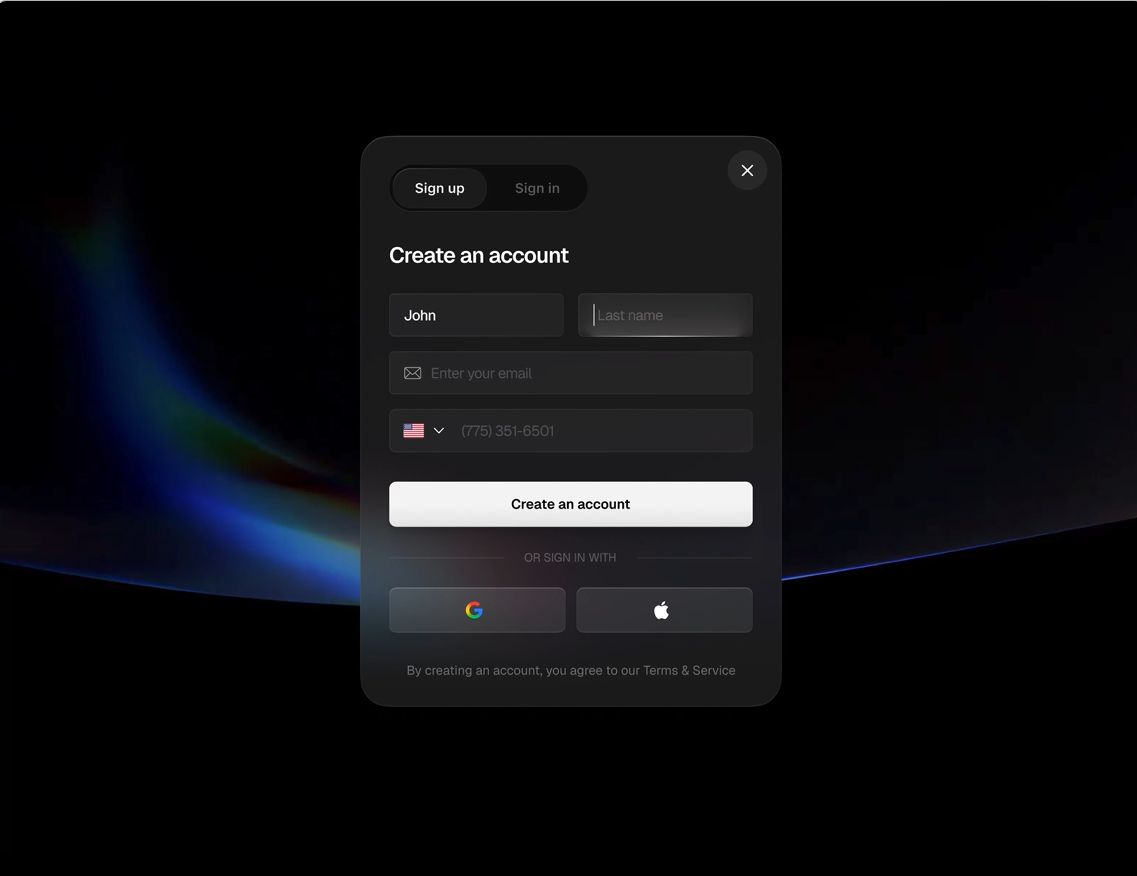 Sign up Sign in
Create an account
John Last name
Enter your email
(775) 351-6501
Create an account
OR SIGN IN WITH
By creating an account, you agree to our Terms & Service